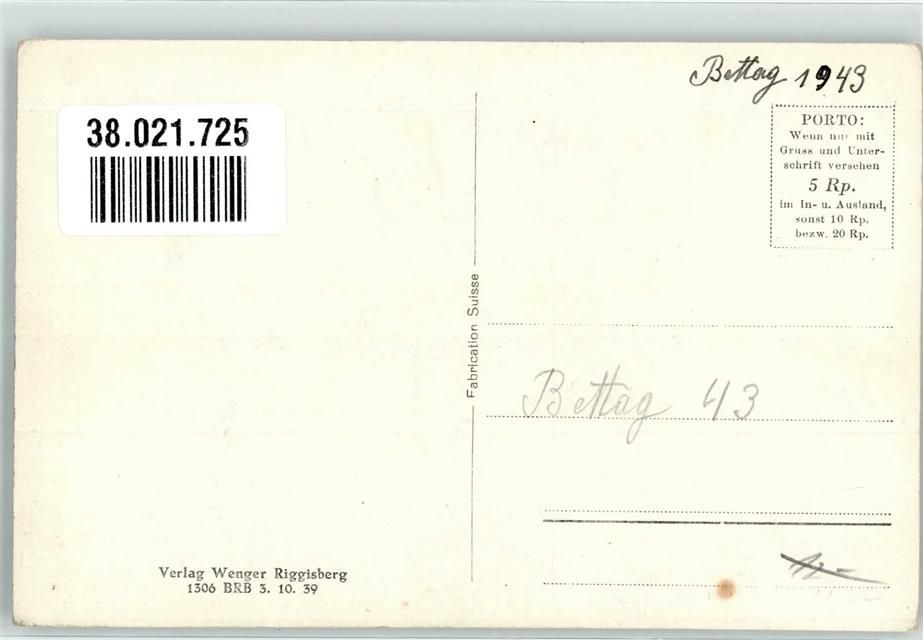 Bettag 1943
38.021.725
PORTO:
Wenn nur mit
Gruss und Unter-
schrift versehen
5 Rp.
im In- u. Ausland,
sonst 10 Rp.
bezw. 20 Rp.
Fabrication Suisse
Bettag 43
Verlag Wenger Riggisberg
1306 BRB 3. 10. 39